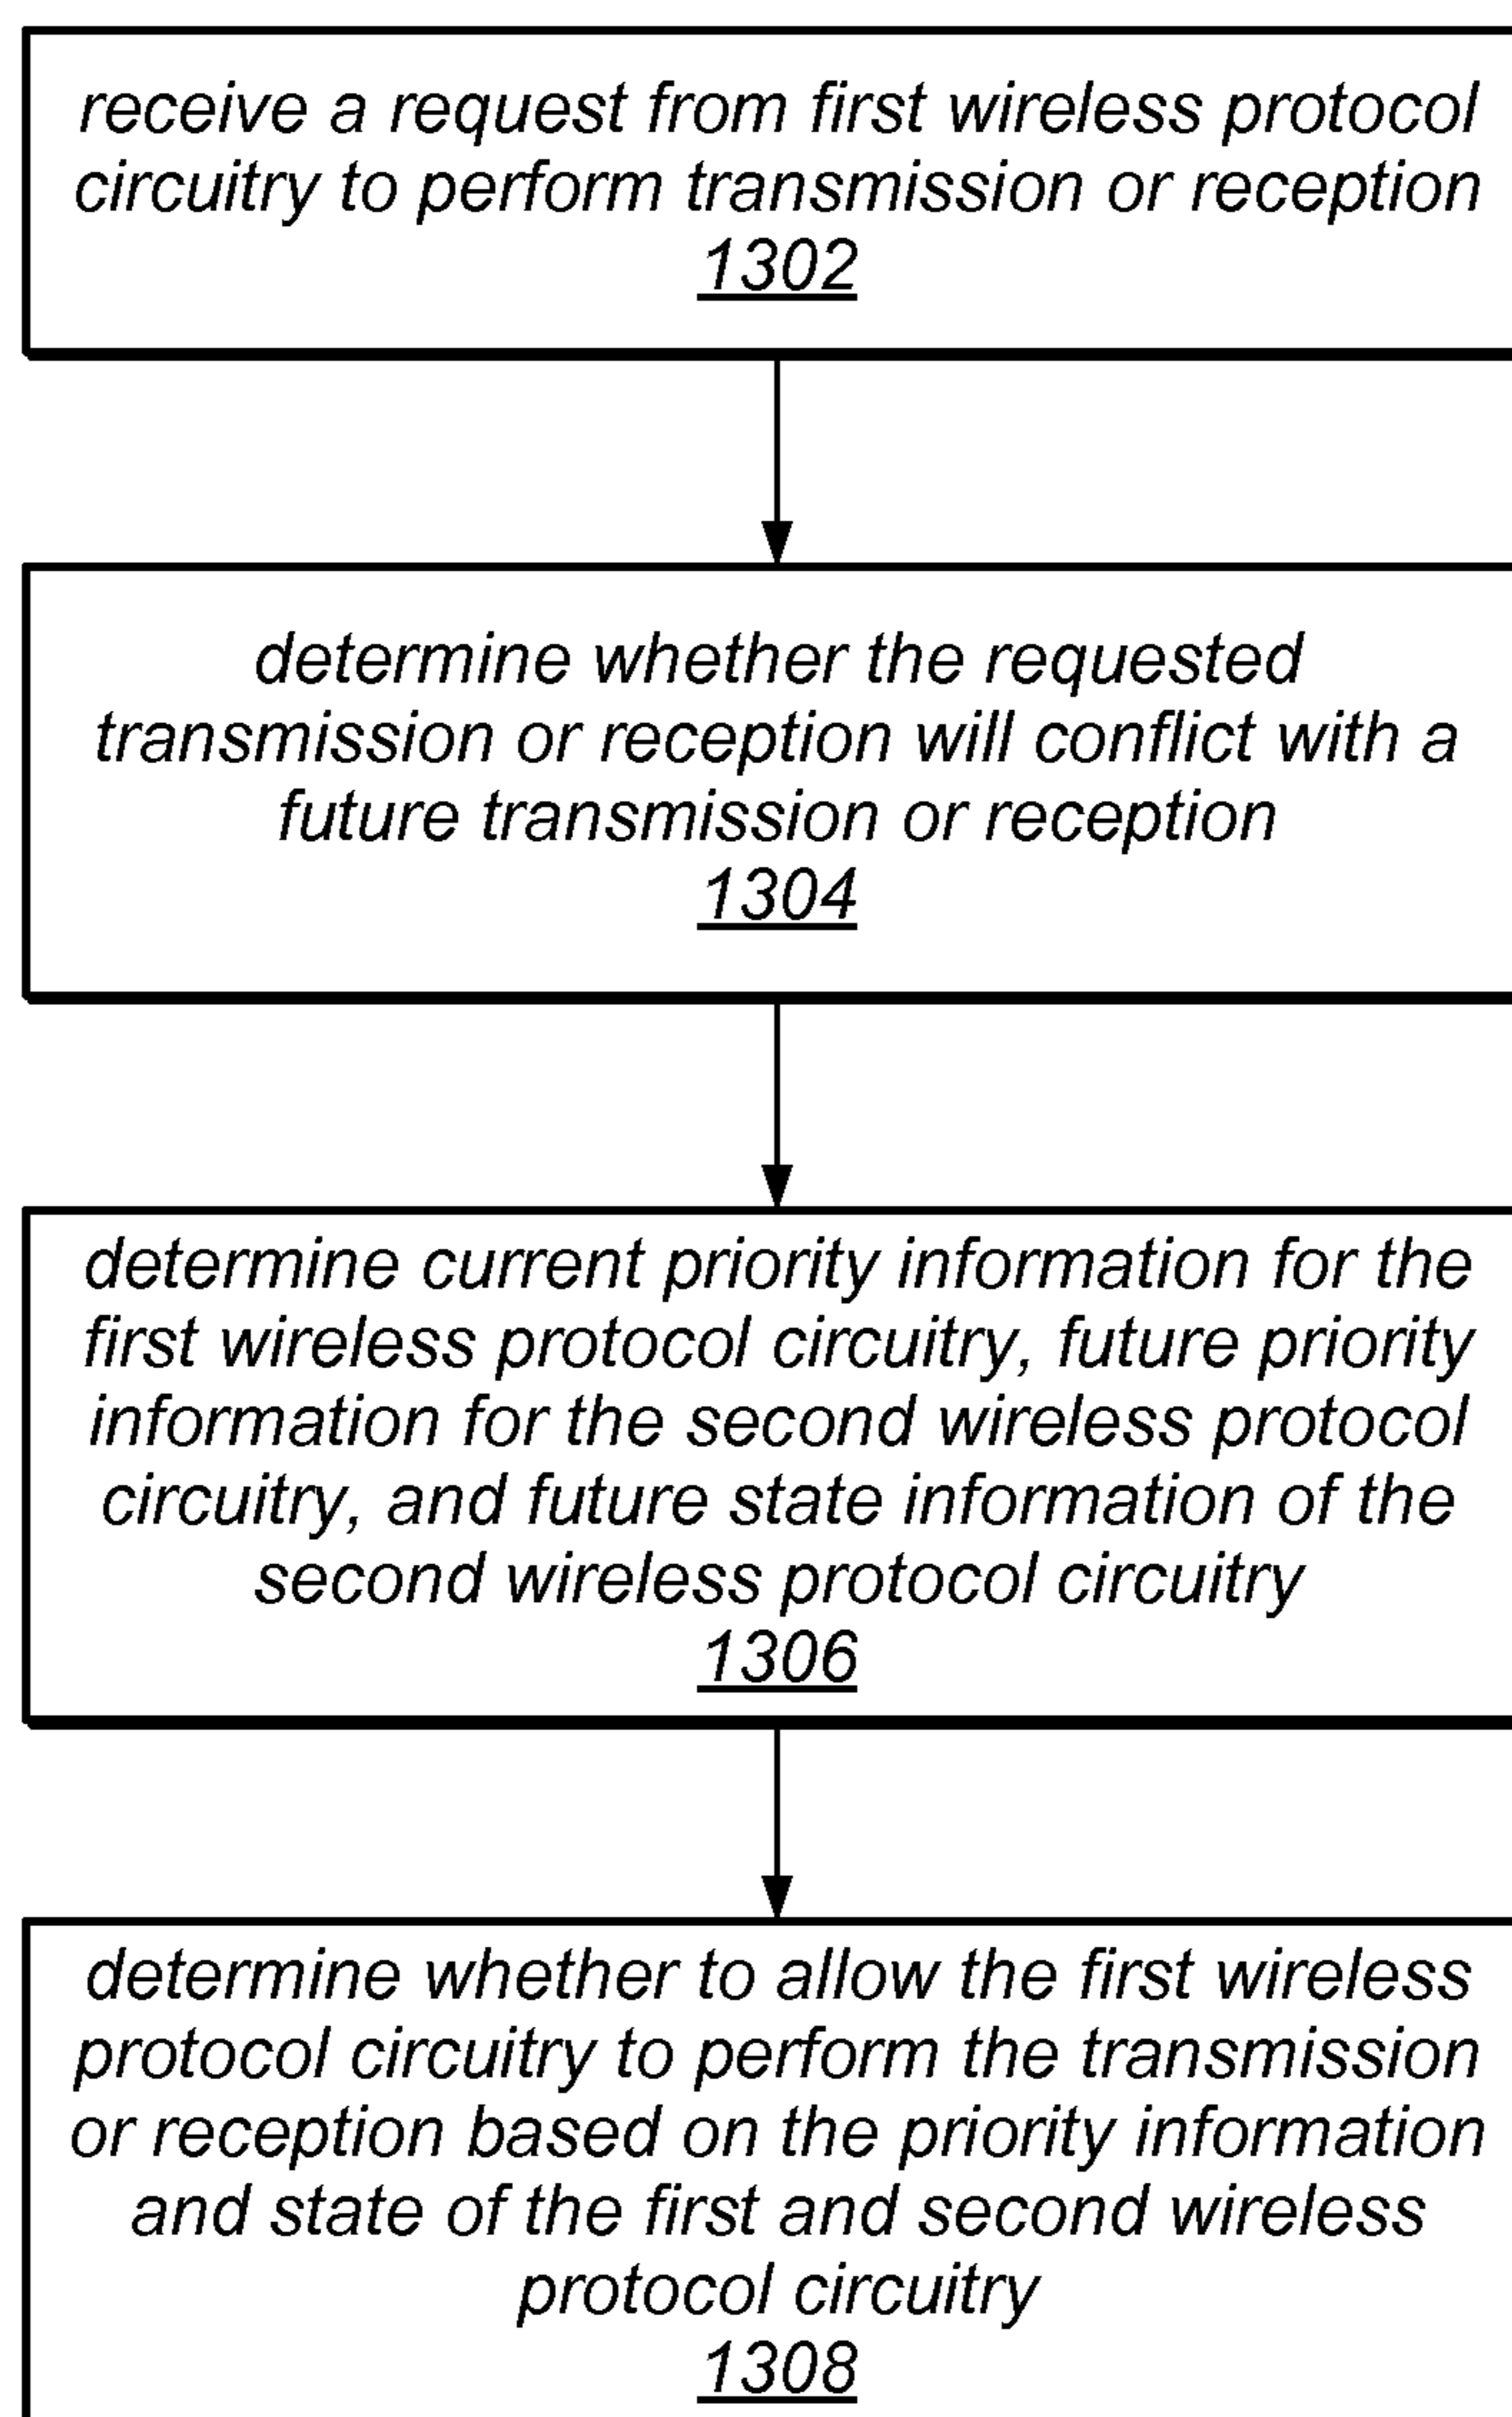 receive a request from first wireless protocol
circuitry to perform transmission or reception
1302
determine whether the requested
transmission or reception will conflict with a
future transmission or reception
1304
determine current priority information for the
first wireless protocol circuitry, future priority
information for the second wireless protocol
circuitry, and future state information of the
second wireless protocol circuitry
1306
determine whether to allow the first wireless
protocol circuitry to perform the transmission
or reception based on the priority information
and state of the first and second wireless
protocol circuitry
1308